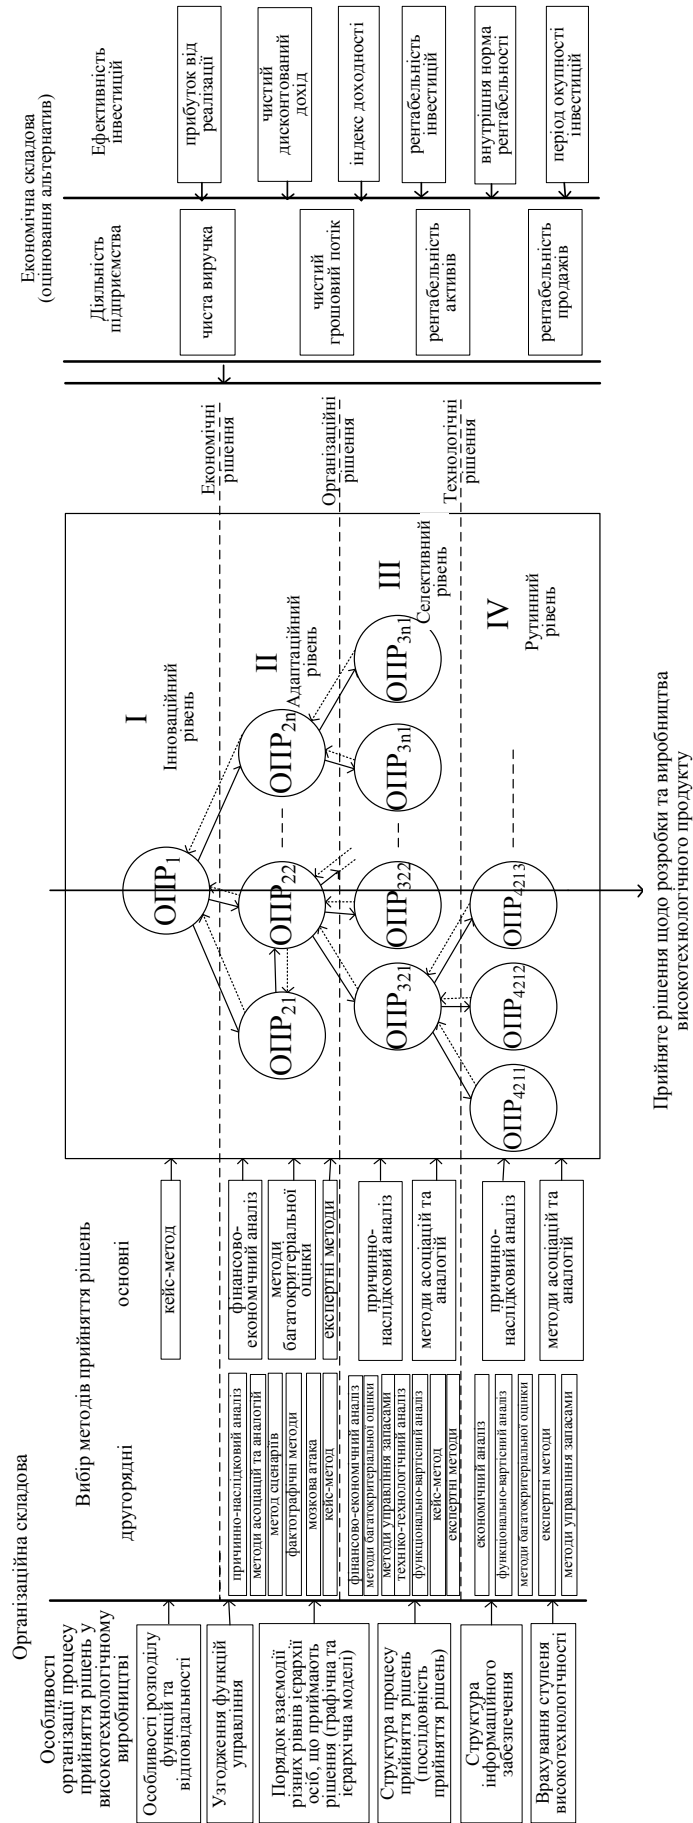 Організаційна складова
Особливості
організації процесу
прийняття рішень у
високотехнологічному
виробництві
Особливості розподілу
функцій та
відповідальності
Узгодження функцій
управління
Порядок взаємодії
різних рівнів ієрархії
осіб, що приймають
рішення (графічна та
ієрархічна моделі)
Структура процесу
прийняття рішень
(послідовність
прийняття рішень)
Структура
інформаційного
забезпечення
Врахування ступеня
високотехнологічності
Вибір методів прийняття рішень
другорядні
основні
причинно-наслідковий аналіз
методи асоціацій та аналогій
метод сценаріїв
фактографічні методи
мозкова атака
кейс-метод
фінансово-економічний аналіз
методи багатокритеріальної оцінки
методи управління запасами
техніко-технологічний аналіз
функціонально-вартісний аналіз
кейс-метод
експертні методи
економічний аналіз
функціонально-вартісний аналіз
методи багатокритеріальної оцінки
експертні методи
методи управління запасами
кейс-метод
фінансово-
економічний аналіз
методи
багатокритеріальної
оцінки
експертні методи
причинно-
наслідковий аналіз
методи асоціацій та
аналогій
причинно-
наслідковий аналіз
методи асоціацій та
аналогій
I
Інноваційний
рівень
ОПР1
II
Адаптаційний
рівень
ОПР21
ОПР22
ОПР2n
III
Селективний
рівень
ОПР321
ОПР322
ОПР3n1
ОПР3n1
IV
Рутинний
рівень
ОПР4211
ОПР4212
ОПР4213
Економічні
рішення
Організаційні
рішення
Технологічні
рішення
Прийняте рішення щодо розробки та виробництва
високотехнологічного продукту
Економічна складова
(оцінювання альтернатив)
Діяльність
підприємства
Ефективність
інвестицій
чиста виручка
чистий
грошовий потік
рентабельність
активів
рентабельність
продажів
прибуток від
реалізації
чистий
дисконтований
дохід
індекс доходності
рентабельність
інвестицій
внутрішня норма
рентабельності
період окупності
інвестицій